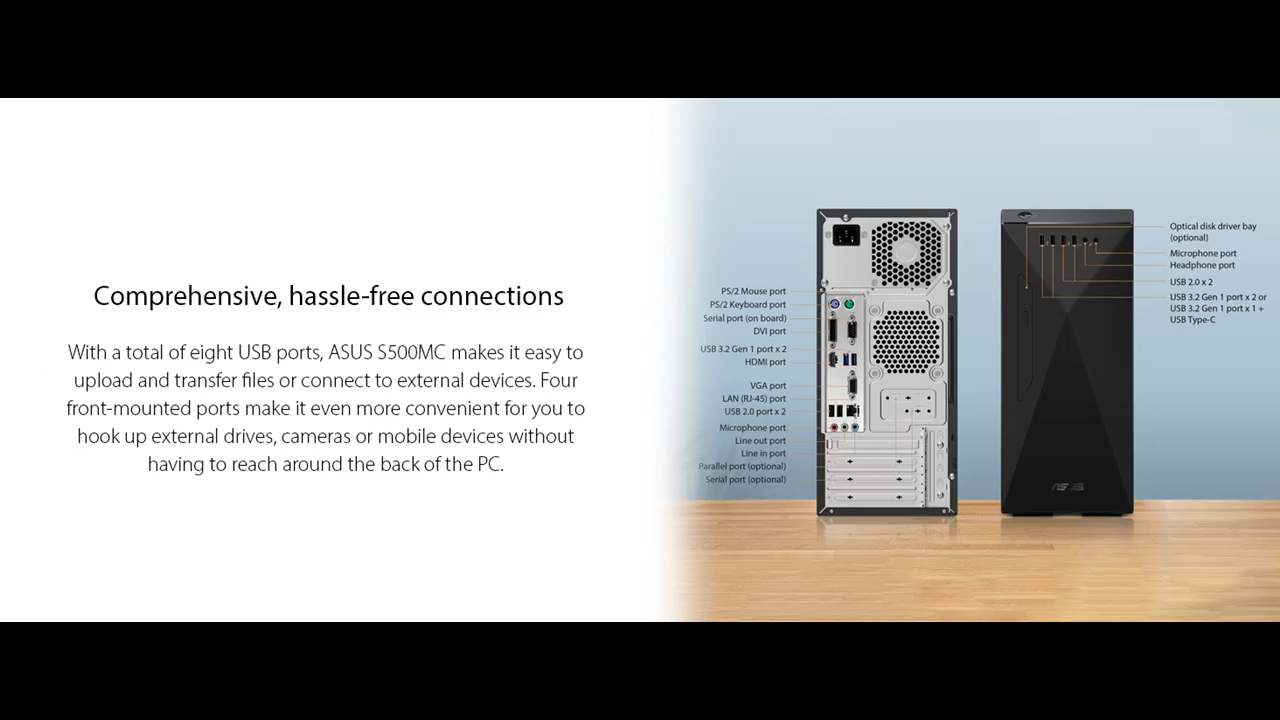 Comprehensive, hassle-free connections
With a total of eight USB ports, ASUS S500MC makes it easy to
upload and transfer files or connect to external devices. Four
front-mounted ports make it even more convenient for you to
hook up external drives, cameras or mobile devices without
having to reach around the back of the PC.
PS/2 Mouse port
PS/2 Keyboard port
Serial port (on board)
DVI port
USB 3.2 Gen 1 port x 2
HDMI port
VGA port
LAN (RJ-45) port
USB 2.0 port x 2
Microphone port
Line out port
Line in port
Parallel port (optional)
Serial port (optional)
Optical disk driver bay
(optional)
Microphone port
Headphone port
USB 2.0 x 2
USB 3.2 Gen 1 port x 2 or
USB 3.2 Gen 1 port x 1 +
USB Type-C
ASUS